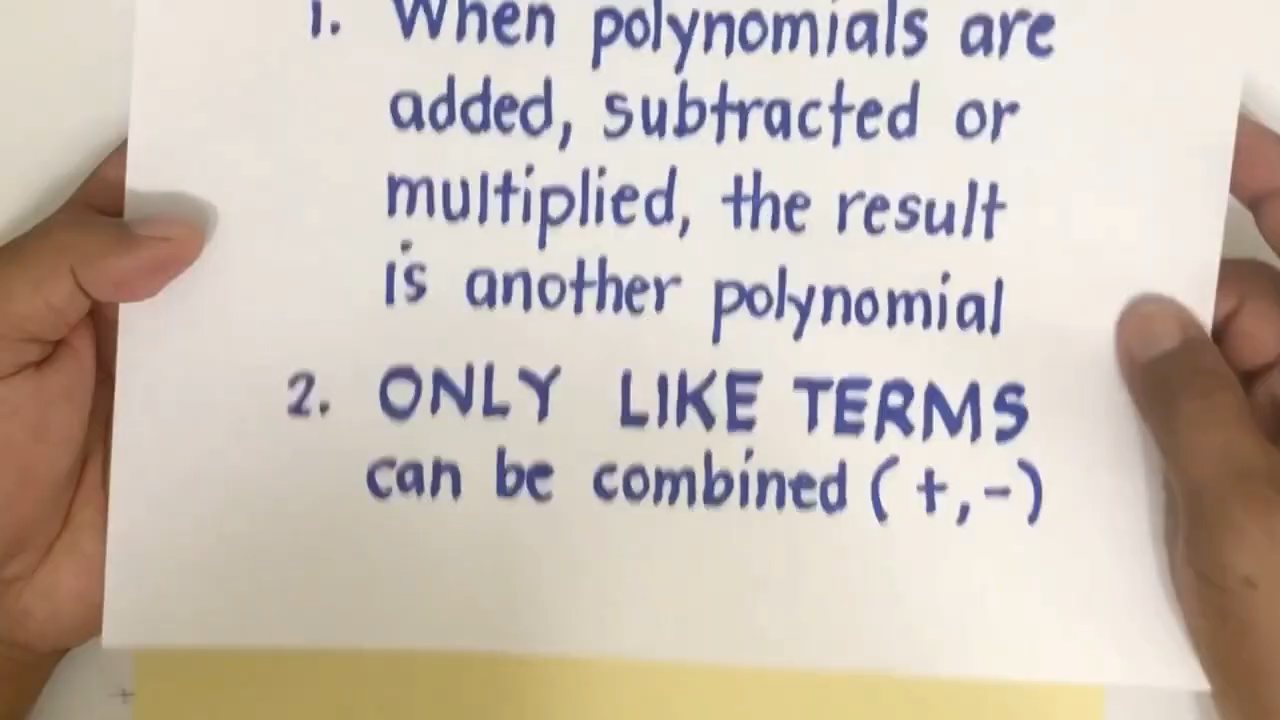 1. When polynomials are
added, subtracted or
multiplied, the result
is another polynomial
2. ONLY LIKE TERMS
can be combined (+,-)